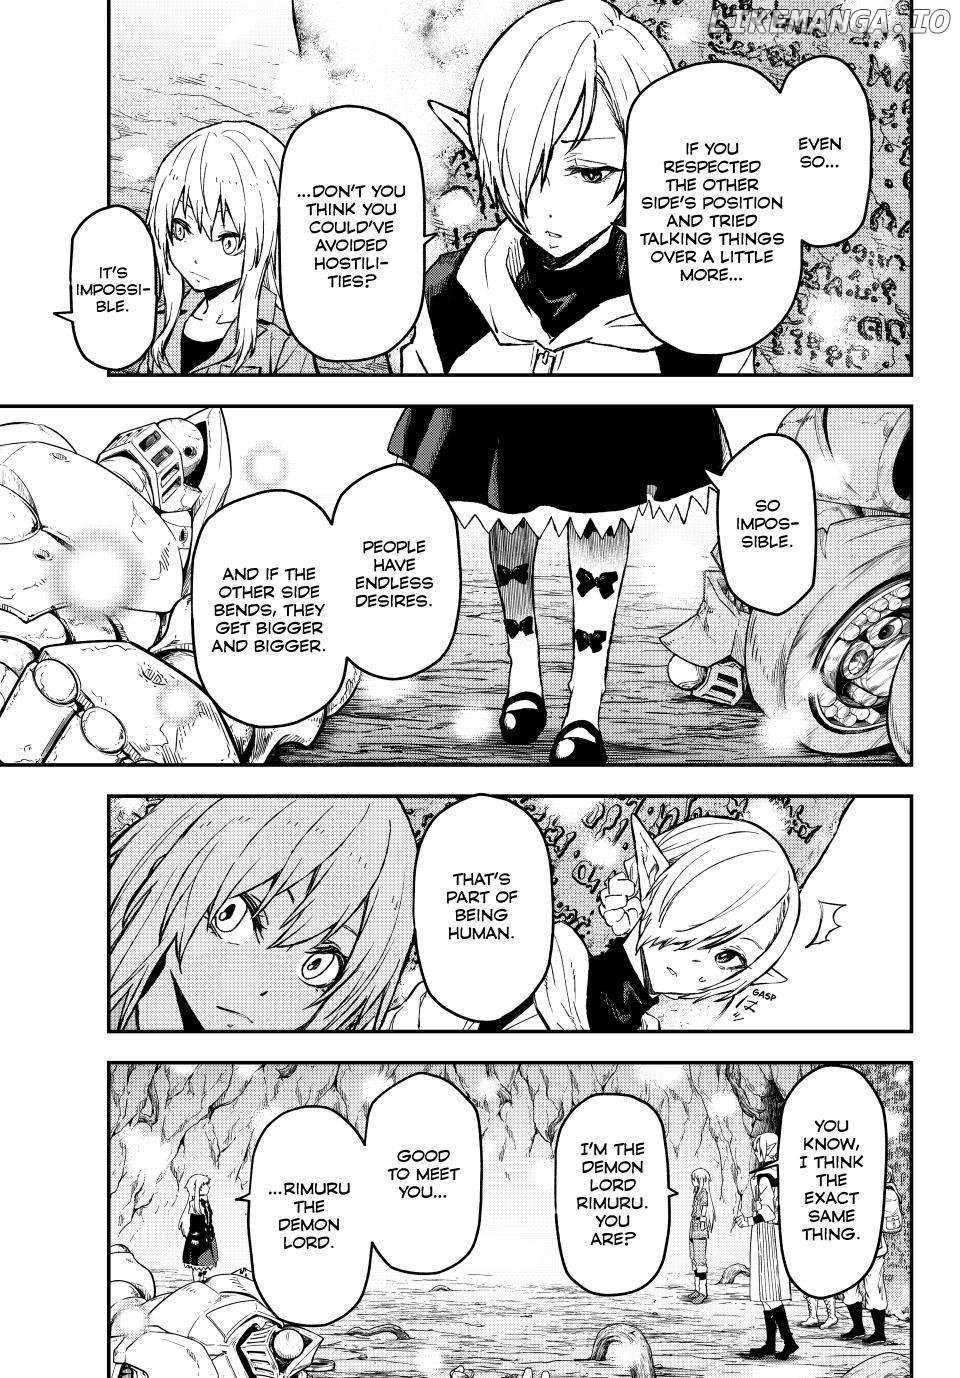 LIKEMANGA.IO
EVEN
SO...
IF YOU
RESPECTED
THE OTHER
SIDE'S POSITION
AND TRIED
TALKING THINGS
OVER A LITTLE
MORE...
...DON'T YOU
THINK YOU
COULD'VE
AVOIDED
HOSTILI-
TIES?
IT'S
IMPOSSI-
BLE.
SO
IMPOS-
SIBLE.
PEOPLE
HAVE
ENDLESS
DESIRES.
AND IF THE
OTHER SIDE
BENDS, THEY
GET BIGGER
AND BIGGER.
THAT'S
PART OF
BEING
HUMAN.
GASP
YOU
KNOW,
I THINK
THE
EXACT
SAME
THING.
I'M THE
DEMON
LORD
RIMURU.
YOU
ARE?
GOOD
TO MEET
YOU...
...RIMURU
THE
DEMON
LORD.